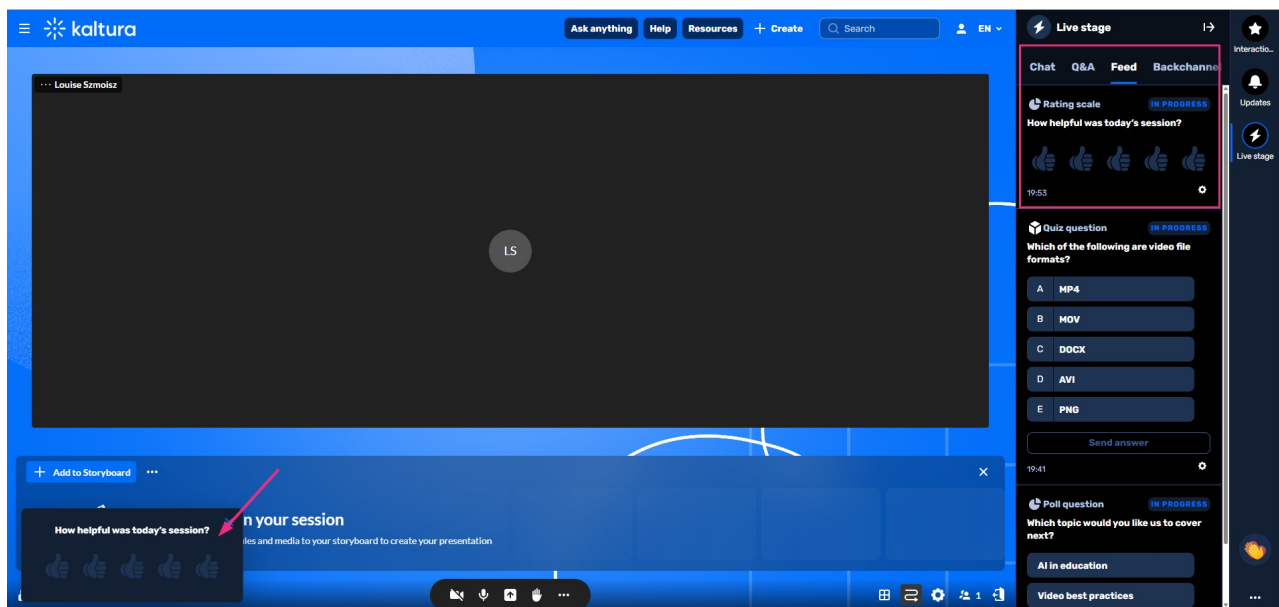 kaltura
Ask anything
Help
Resources
+ Create
Search
EN
··· Louise Szmoisz
LS
+ Add to Storyboard ···
n your session
les and media to your storyboard to create your presentation
How helpful was today's session?
1
Live stage
Chat Q&A Feed Backchannel
Rating scale IN PROGRESS
How helpful was today's session?
19:53
Quiz question IN PROGRESS
Which of the following are video file
formats?
A MP4
B MOV
C DOCX
D AVI
E PNG
Send answer
19:41
Poll question IN PROGRESS
Which topic would you like us to cover
next?
AI in education
Video best practices
Interactio...
Updates
Live stage